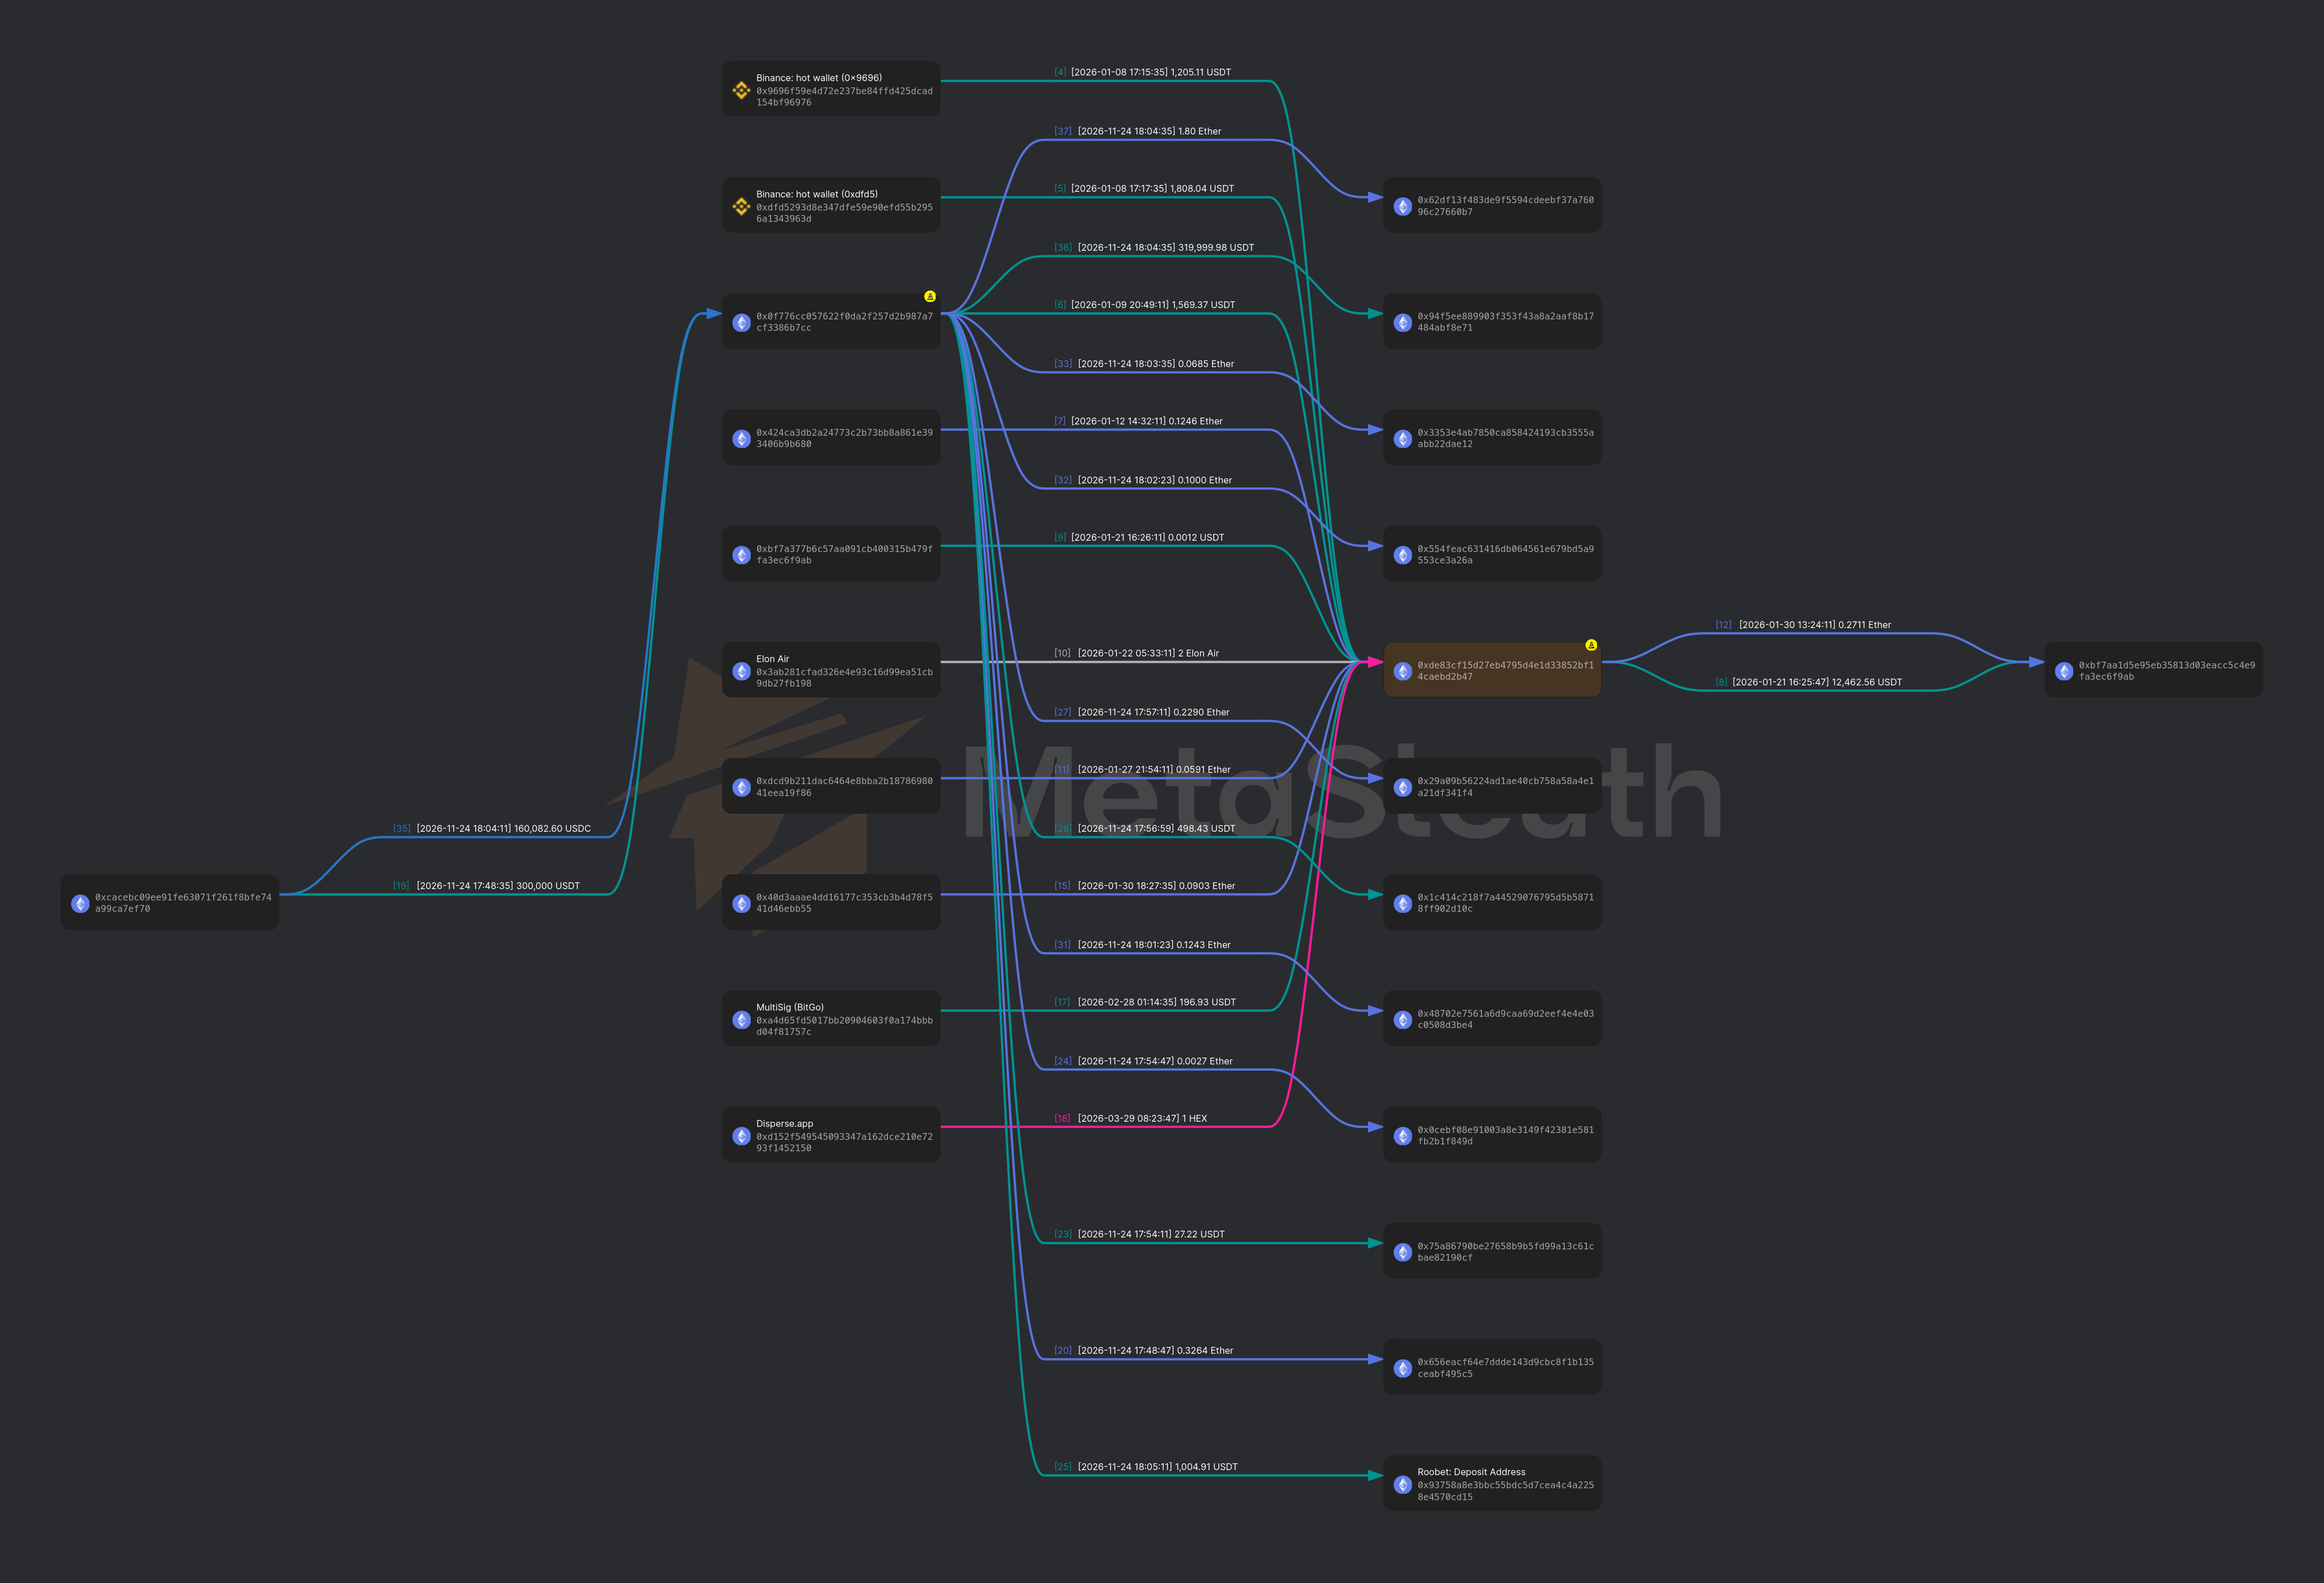 Binance: hot wallet (0x9696)
0x9696f59e4d72e237be84ffd425dcad
154bf96976
[4] [2026-01-08 17:15:35] 1,205.11 USDT
[37] [2026-11-24 18:04:35] 1.80 Ether
Binance: hot wallet (0xdfd5)
0xdfd5293d8e347dfe59e90efd55b295
6a1343963d
[5] [2026-01-08 17:17:35] 1,808.04 USDT
0x62df13f483de9f5594cdeebf37a760
96c27660b7
[36] [2026-11-24 18:04:35] 319,999.98 USDT
0x0f776cc057622f0da2f257d2b987a7
cf3386b7cc
[6] [2026-01-09 20:49:11] 1,569.37 USDT
0x94f5ee889903f353f43a8a2aaf8b17
484abf8e71
[33] [2026-11-24 18:03:35] 0.0685 Ether
0x424ca3db2a24773c2b73bb8a861e39
3406b9b680
[7] [2026-01-12 14:32:11] 0.1246 Ether
0x3353e4ab7850ca858424193cb3555a
abb22dae12
[32] [2026-11-24 18:02:23] 0.1000 Ether
0xbf7a377b6c57aa091cb400315b479f
fa3ec6f9ab
[9] [2026-01-21 16:26:11] 0.0012 USDT
0x554feac631416db064561e679bd5a9
553ce3a26a
Elon Air
0x3ab281cfad326e4e93c16d99ea51cb
9db27fb198
[10] [2026-01-22 05:33:11] 2 Elon Air
0xde83cf15d27eb4795d4e1d33852bf1
4caebd2b47
[12] [2026-01-30 13:24:11] 0.2711 Ether
[8] [2026-01-21 16:25:47] 12,462.56 USDT
0xbf7aa1d5e95eb35813d03eacc5c4e9
fa3ec6f9ab
[27] [2026-11-24 17:57:11] 0.2290 Ether
0xdcd9b211dac6464e8bba2b18786980
41eea19f86
[11] [2026-01-27 21:54:11] 0.0591 Ether
0x29a09b56224ad1ae40cb758a58a4e1
a21df341f4
MetaSleuth
[26] [2026-11-24 17:56:59] 498.43 USDT
[35] [2026-11-24 18:04:11] 160,082.60 USDC
[19] [2026-11-24 17:48:35] 300,000 USDT
0xcacebc09ee91fe63071f261f8bfe74
a99ca7ef70
0x40d3aaae4dd16177c353cb3b4d78f5
41d46ebb55
[15] [2026-01-30 18:27:35] 0.0903 Ether
0x1c414c218f7a44529076795d5b5871
8ff902d10c
[31] [2026-11-24 18:01:23] 0.1243 Ether
MultiSig (BitGo)
0xa4d65fd5017bb20904603f0a174bbb
d04f81757c
[17] [2026-02-28 01:14:35] 196.93 USDT
0x48702e7561a6d9caa69d2eef4e4e03
c0508d3be4
[24] [2026-11-24 17:54:47] 0.0027 Ether
Disperse.app
0xd152f549545093347a162dce210e72
93f1452150
[18] [2026-03-29 08:23:47] 1 HEX
0x0cebf08e91003a8e3149f42381e581
fb2b1f849d
[23] [2026-11-24 17:54:11] 27.22 USDT
0x75a86790be27658b9b5fd99a13c61c
bae82190cf
[20] [2026-11-24 17:48:47] 0.3264 Ether
0x656eacf64e7ddde143d9cbc8f1b135
ceabf495c5
[25] [2026-11-24 18:05:11] 1,004.91 USDT
Roobet: Deposit Address
0x93758a8e3bbc55bdc5d7cea4c4a225
8e4570cd15